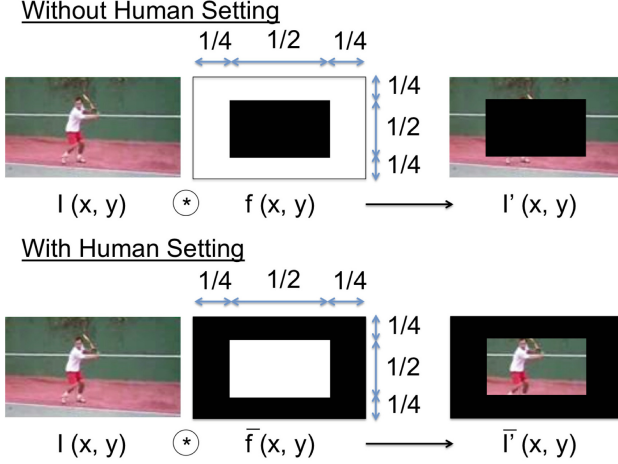 Without Human Setting
1/4 1/2 1/4
1/4
1/2
1/4
I (x, y) * f (x, y) I' (x, y)
With Human Setting
1/4 1/2 1/4
1/4
1/2
1/4
I (x, y) * f̅ (x, y) I̅' (x, y)